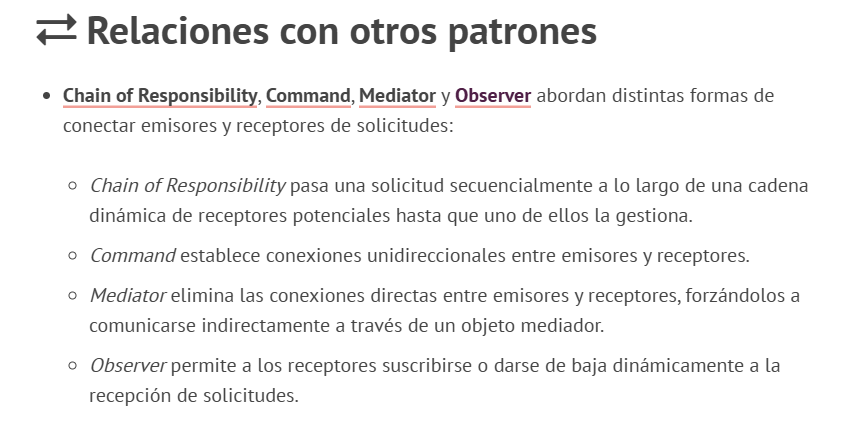 Relaciones con otros patrones
• Chain of Responsibility, Command, Mediator y Observer abordan distintas formas de
conectar emisores y receptores de solicitudes:
◦ Chain of Responsibility pasa una solicitud secuencialmente a lo largo de una cadena
dinámica de receptores potenciales hasta que uno de ellos la gestiona.
◦ Command establece conexiones unidireccionales entre emisores y receptores.
◦ Mediator elimina las conexiones directas entre emisores y receptores, forzándolos a
comunicarse indirectamente a través de un objeto mediador.
◦ Observer permite a los receptores suscribirse o darse de baja dinámicamente a la
recepción de solicitudes.